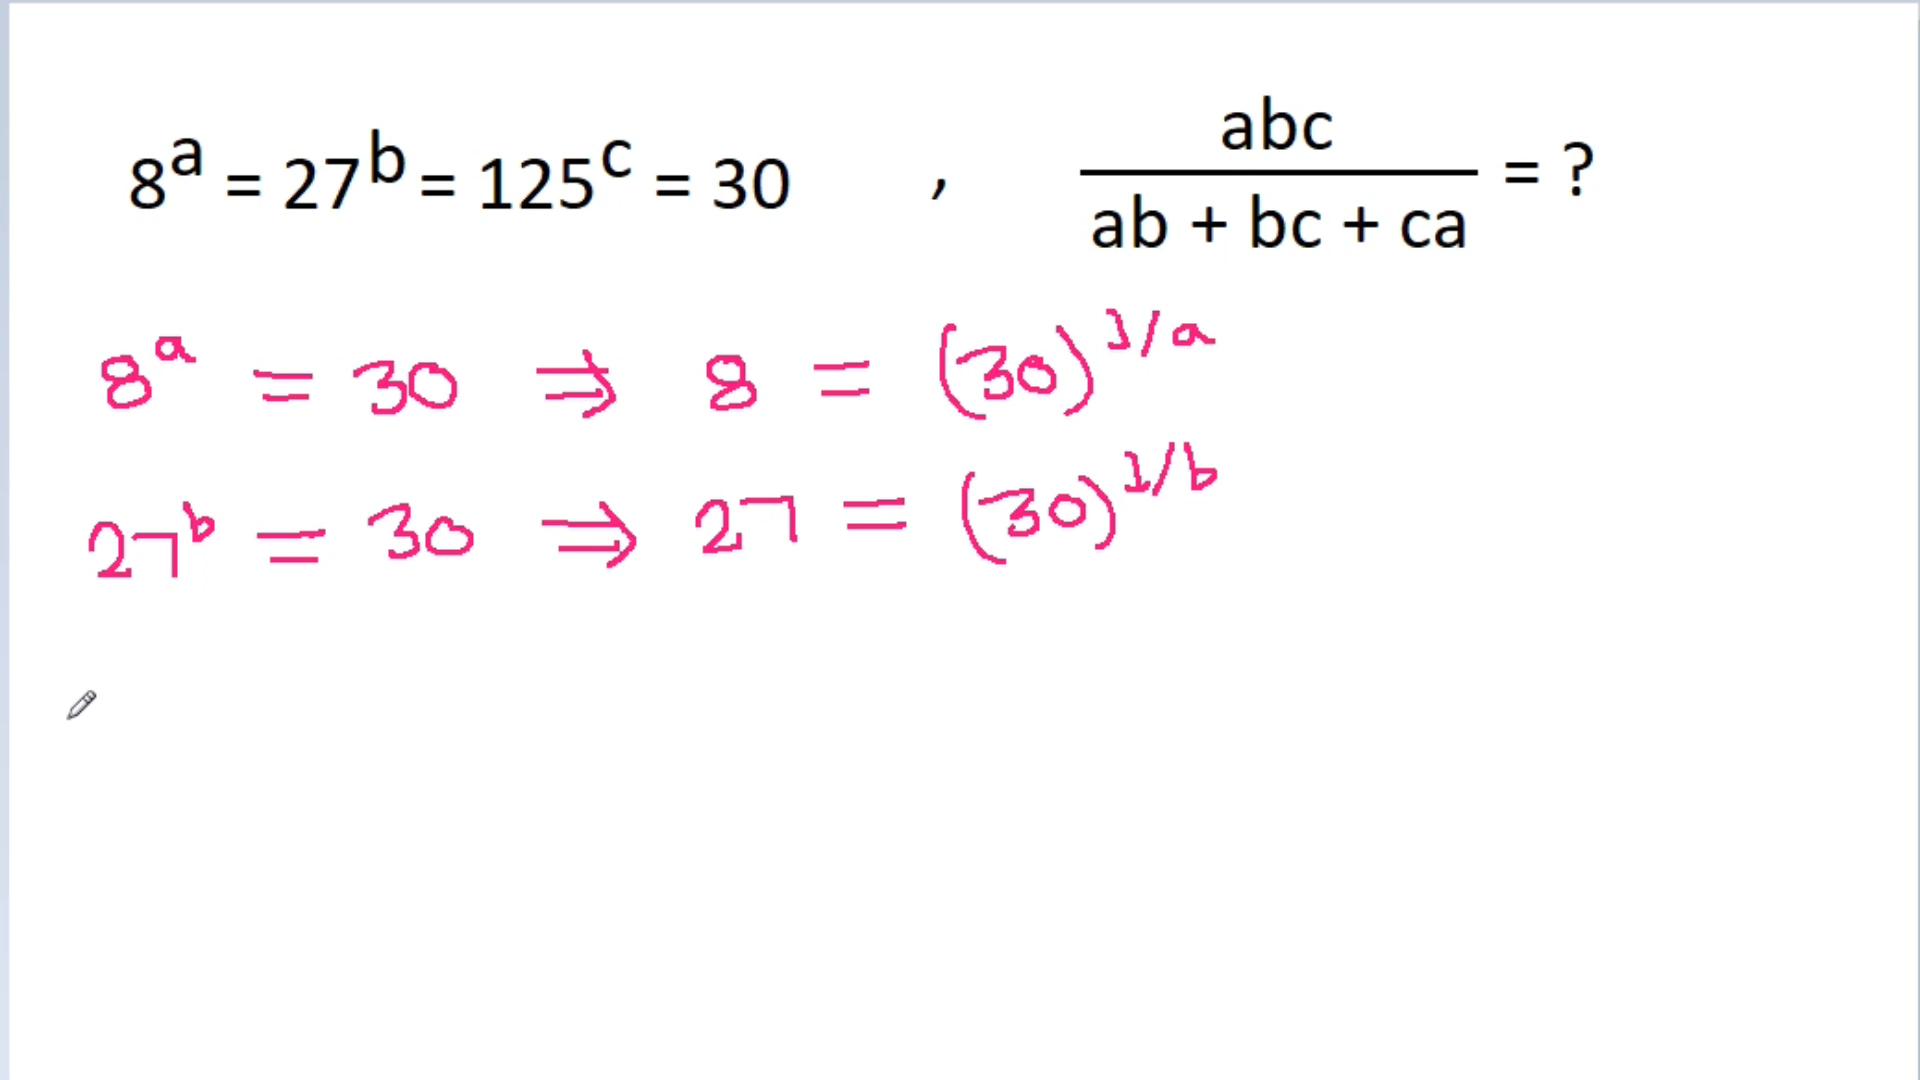 8^a = 27^b = 125^c = 30 , abc / ab + bc + ca = ?
8^a = 30 ⇒ 8 = (30)^1/a
27^b = 30 ⇒ 27 = (30)^1/b